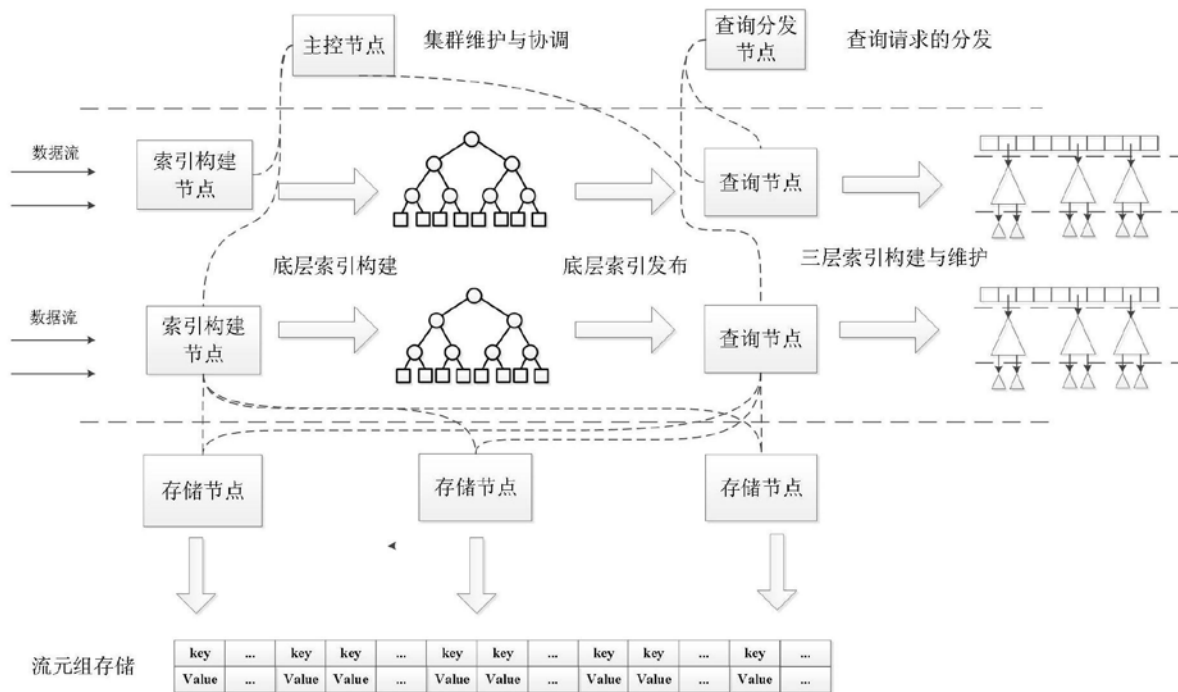 主控节点
集群维护与协调
查询分发
节点
查询请求的分发
数据流
索引构建
节点
查询节点
底层索引构建
底层索引发布
三层索引构建与维护
数据流
索引构建
节点
查询节点
存储节点
存储节点
存储节点
流元组存储
key ... key key ... key key ... key key ... key ...
Value ... Value Value ... Value Value ... Value Value ... Value ...